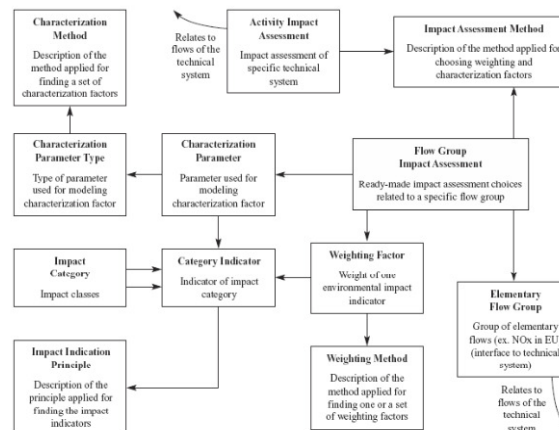 Characterization
Method
Description of the
method applied for
finding a set of
characterization factors
Relates to
flows of the
technical
system
Activity Impact
Assessment
Impact assessment of
specific technical
system
Impact Assessment Method
Description of the method applied for
choosing weighting and
characterization factors
Characterization
Parameter Type
Type of parameter
used for modeling
characterization factor
Characterization
Parameter
Parameter used for
modeling
characterization factor
Flow Group
Impact Assessment
Ready-made impact assessment choices
related to a specific flow group
Impact
Category
Impact classes
Category Indicator
Indicator of impact
category
Weighting Factor
Weight of one
environmental impact
indicator
Elementary
Flow Group
Group of elementary
flows (ex. NOx in EU
(interface to technical
system)
Impact Indication
Principle
Description of the
principle applied for
finding the impact
indicators
Weighting Method
Description of the
method applied for
finding one or a set
of weighting factors
Relates to
flows of the
technical
system